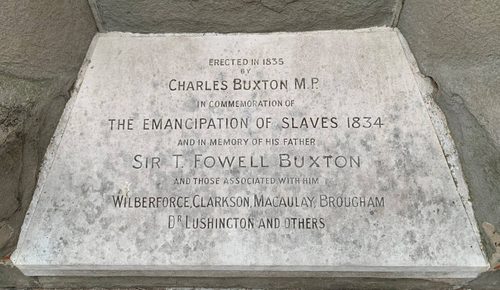 ERECTED IN 1835
BY
CHARLES BUXTON M.P.
IN COMMEMORATION OF
THE EMANCIPATION OF SLAVES 1834
AND IN MEMORY OF HIS FATHER
SIR T. FOWELL BUXTON
AND THOSE ASSOCIATED WITH HIM
WILBERFORCE, CLARKSON, MACAULAY, BROUGHAM
DR LUSHINGTON AND OTHERS